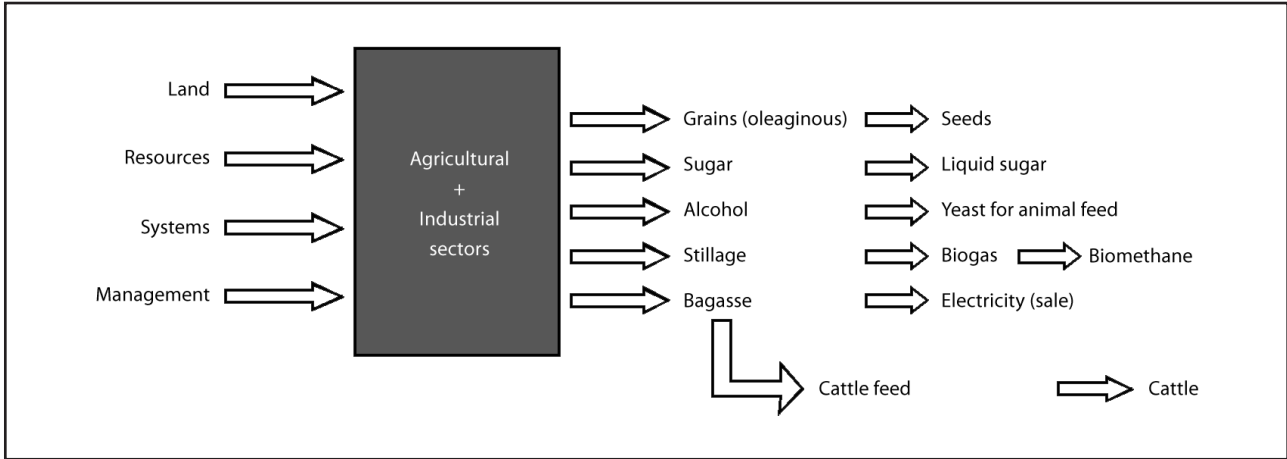 Land
Resources
Systems
Management
Agricultural
+
Industrial
sectors
Grains (oleaginous)
Seeds
Sugar
Liquid sugar
Alcohol
Yeast for animal feed
Stillage
Biogas
Biomethane
Bagasse
Electricity (sale)
Cattle feed
Cattle